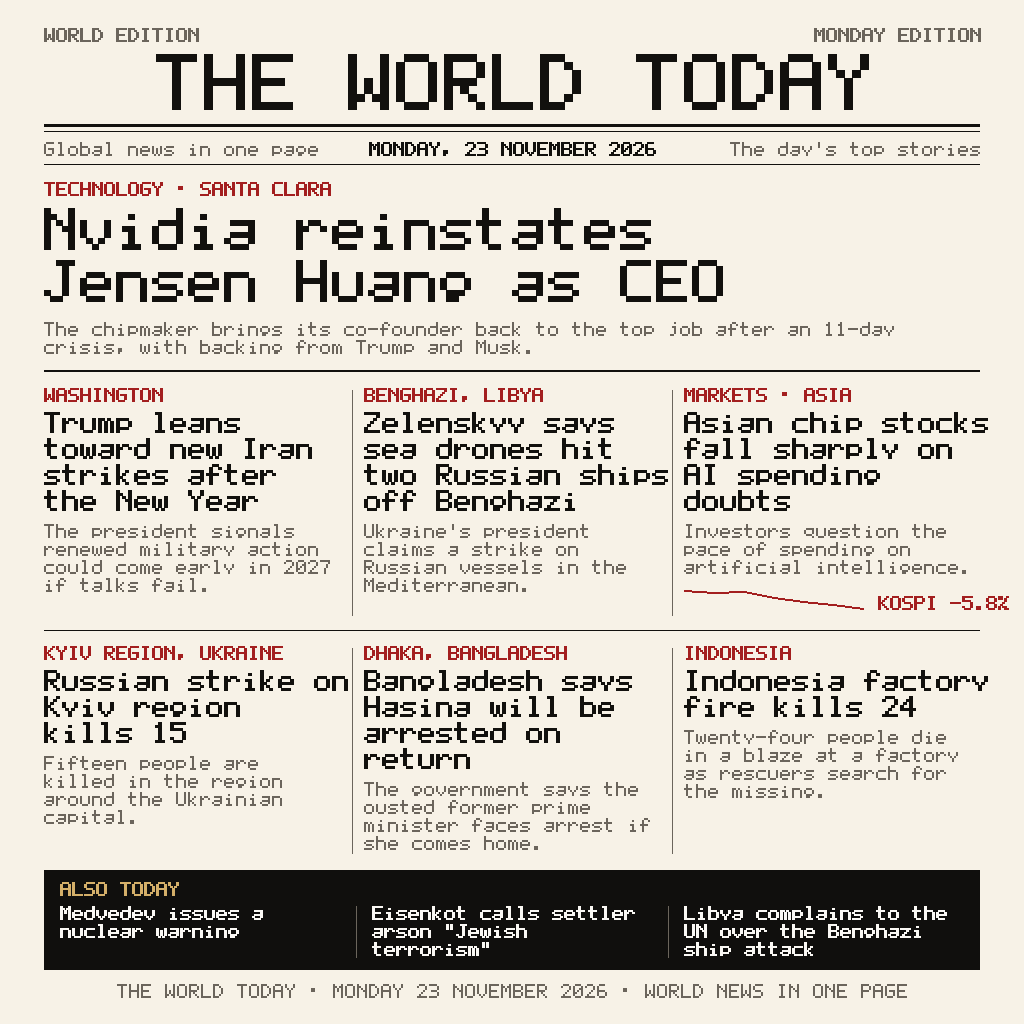 WORLD EDITION
MONDAY EDITION
THE WORLD TODAY
Global news in one page
MONDAY, 23 NOVEMBER 2026
The day's top stories
TECHNOLOGY · SANTA CLARA
Nvidia reinstates
Jensen Huang as CEO
The chipmaker brings its co-founder back to the top job after an 11-day
crisis, with backing from Trump and Musk.
WASHINGTON
Trump leans
toward new Iran
strikes after
the New Year
The president signals
renewed military action
could come early in 2027
if talks fail.
BENGHAZI, LIBYA
Zelenskyy says
sea drones hit
two Russian ships
off Benghazi
Ukraine's president
claims a strike on
Russian vessels in the
Mediterranean.
MARKETS · ASIA
Asian chip stocks
fall sharply on
AI spending
doubts
Investors question the
pace of spending on
artificial intelligence.
KOSPI -5.8%
KYIV REGION, UKRAINE
Russian strike on
Kyiv region
kills 15
Fifteen people are
killed in the region
around the Ukrainian
capital.
DHAKA, BANGLADESH
Bangladesh says
Hasina will be
arrested on
return
The government says the
ousted former prime
minister faces arrest if
she comes home.
INDONESIA
Indonesia factory
fire kills 24
Twenty-four people die
in a blaze at a factory
as rescuers search for
the missing.
ALSO TODAY
Medvedev issues a
nuclear warning
Eisenkot calls settler
arson "Jewish
terrorism"
Libya complains to the
UN over the Benghazi
ship attack
THE WORLD TODAY · MONDAY 23 NOVEMBER 2026 · WORLD NEWS IN ONE PAGE